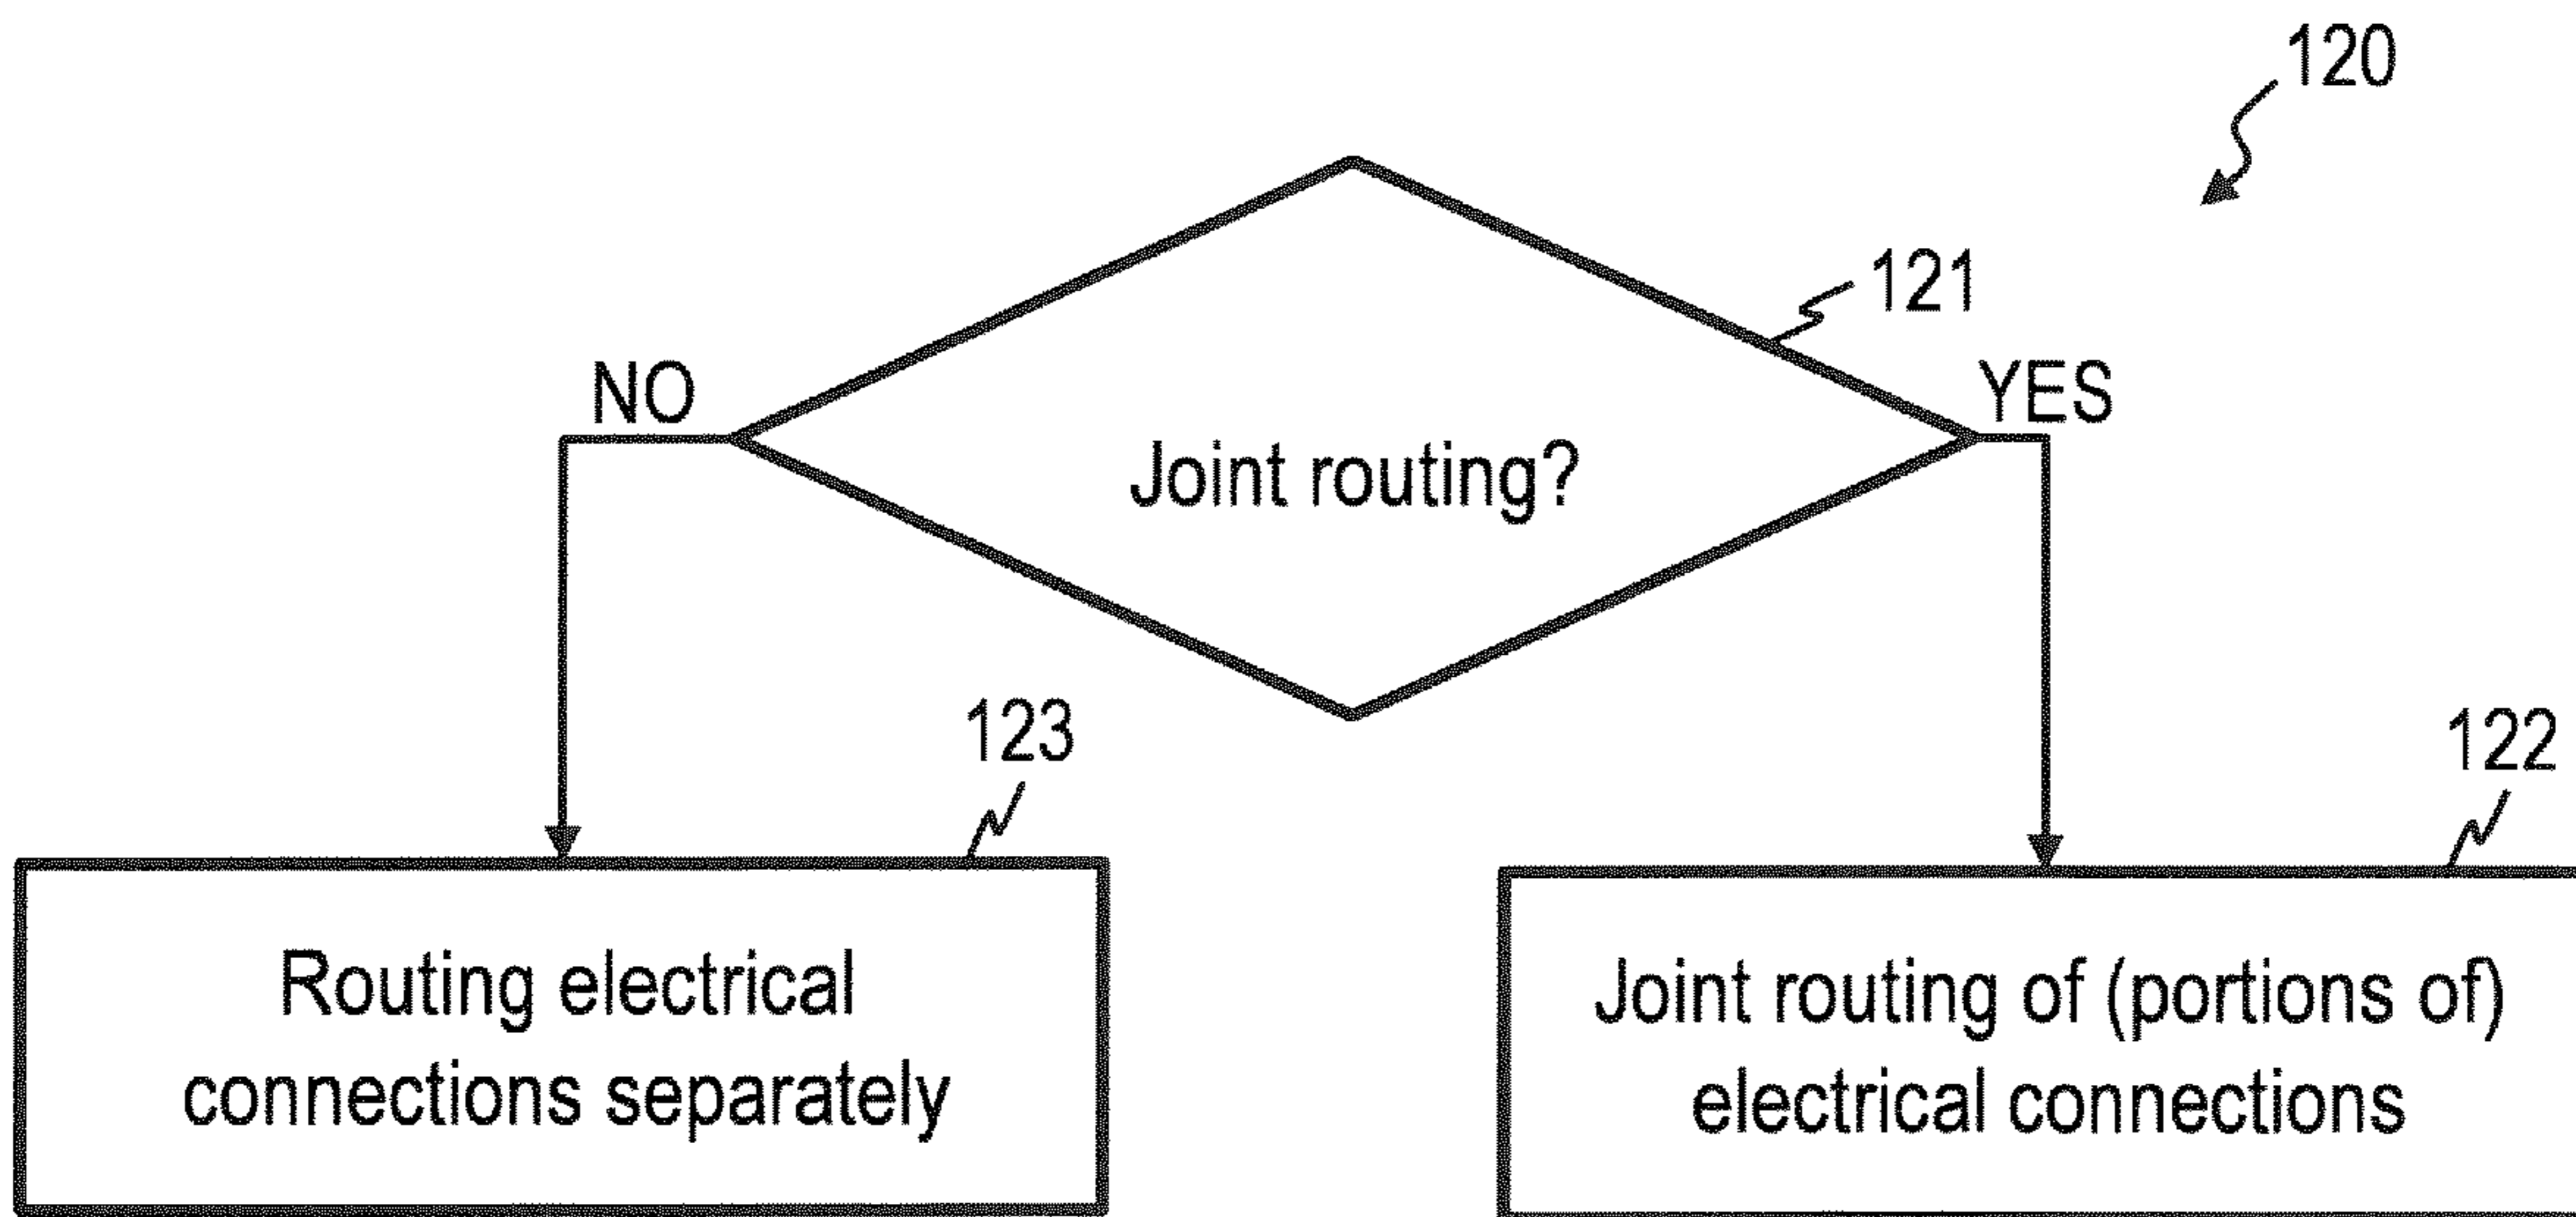 120
121
NO
YES
Joint routing?
123
122
Routing electrical
connections separately
Joint routing of (portions of)
electrical connections